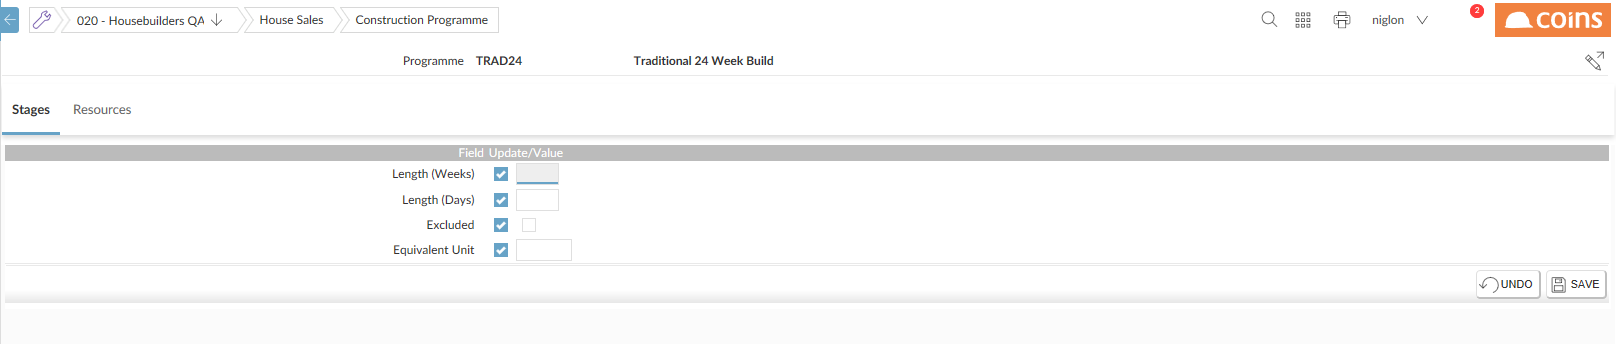 020 - Housebuilders QA House Sales Construction Programme niglon 2 coins
Programme TRAD24 Traditional 24 Week Build
Stages Resources
Field Update/Value
Length (Weeks)
Length (Days)
Excluded
Equivalent Unit
UNDO SAVE